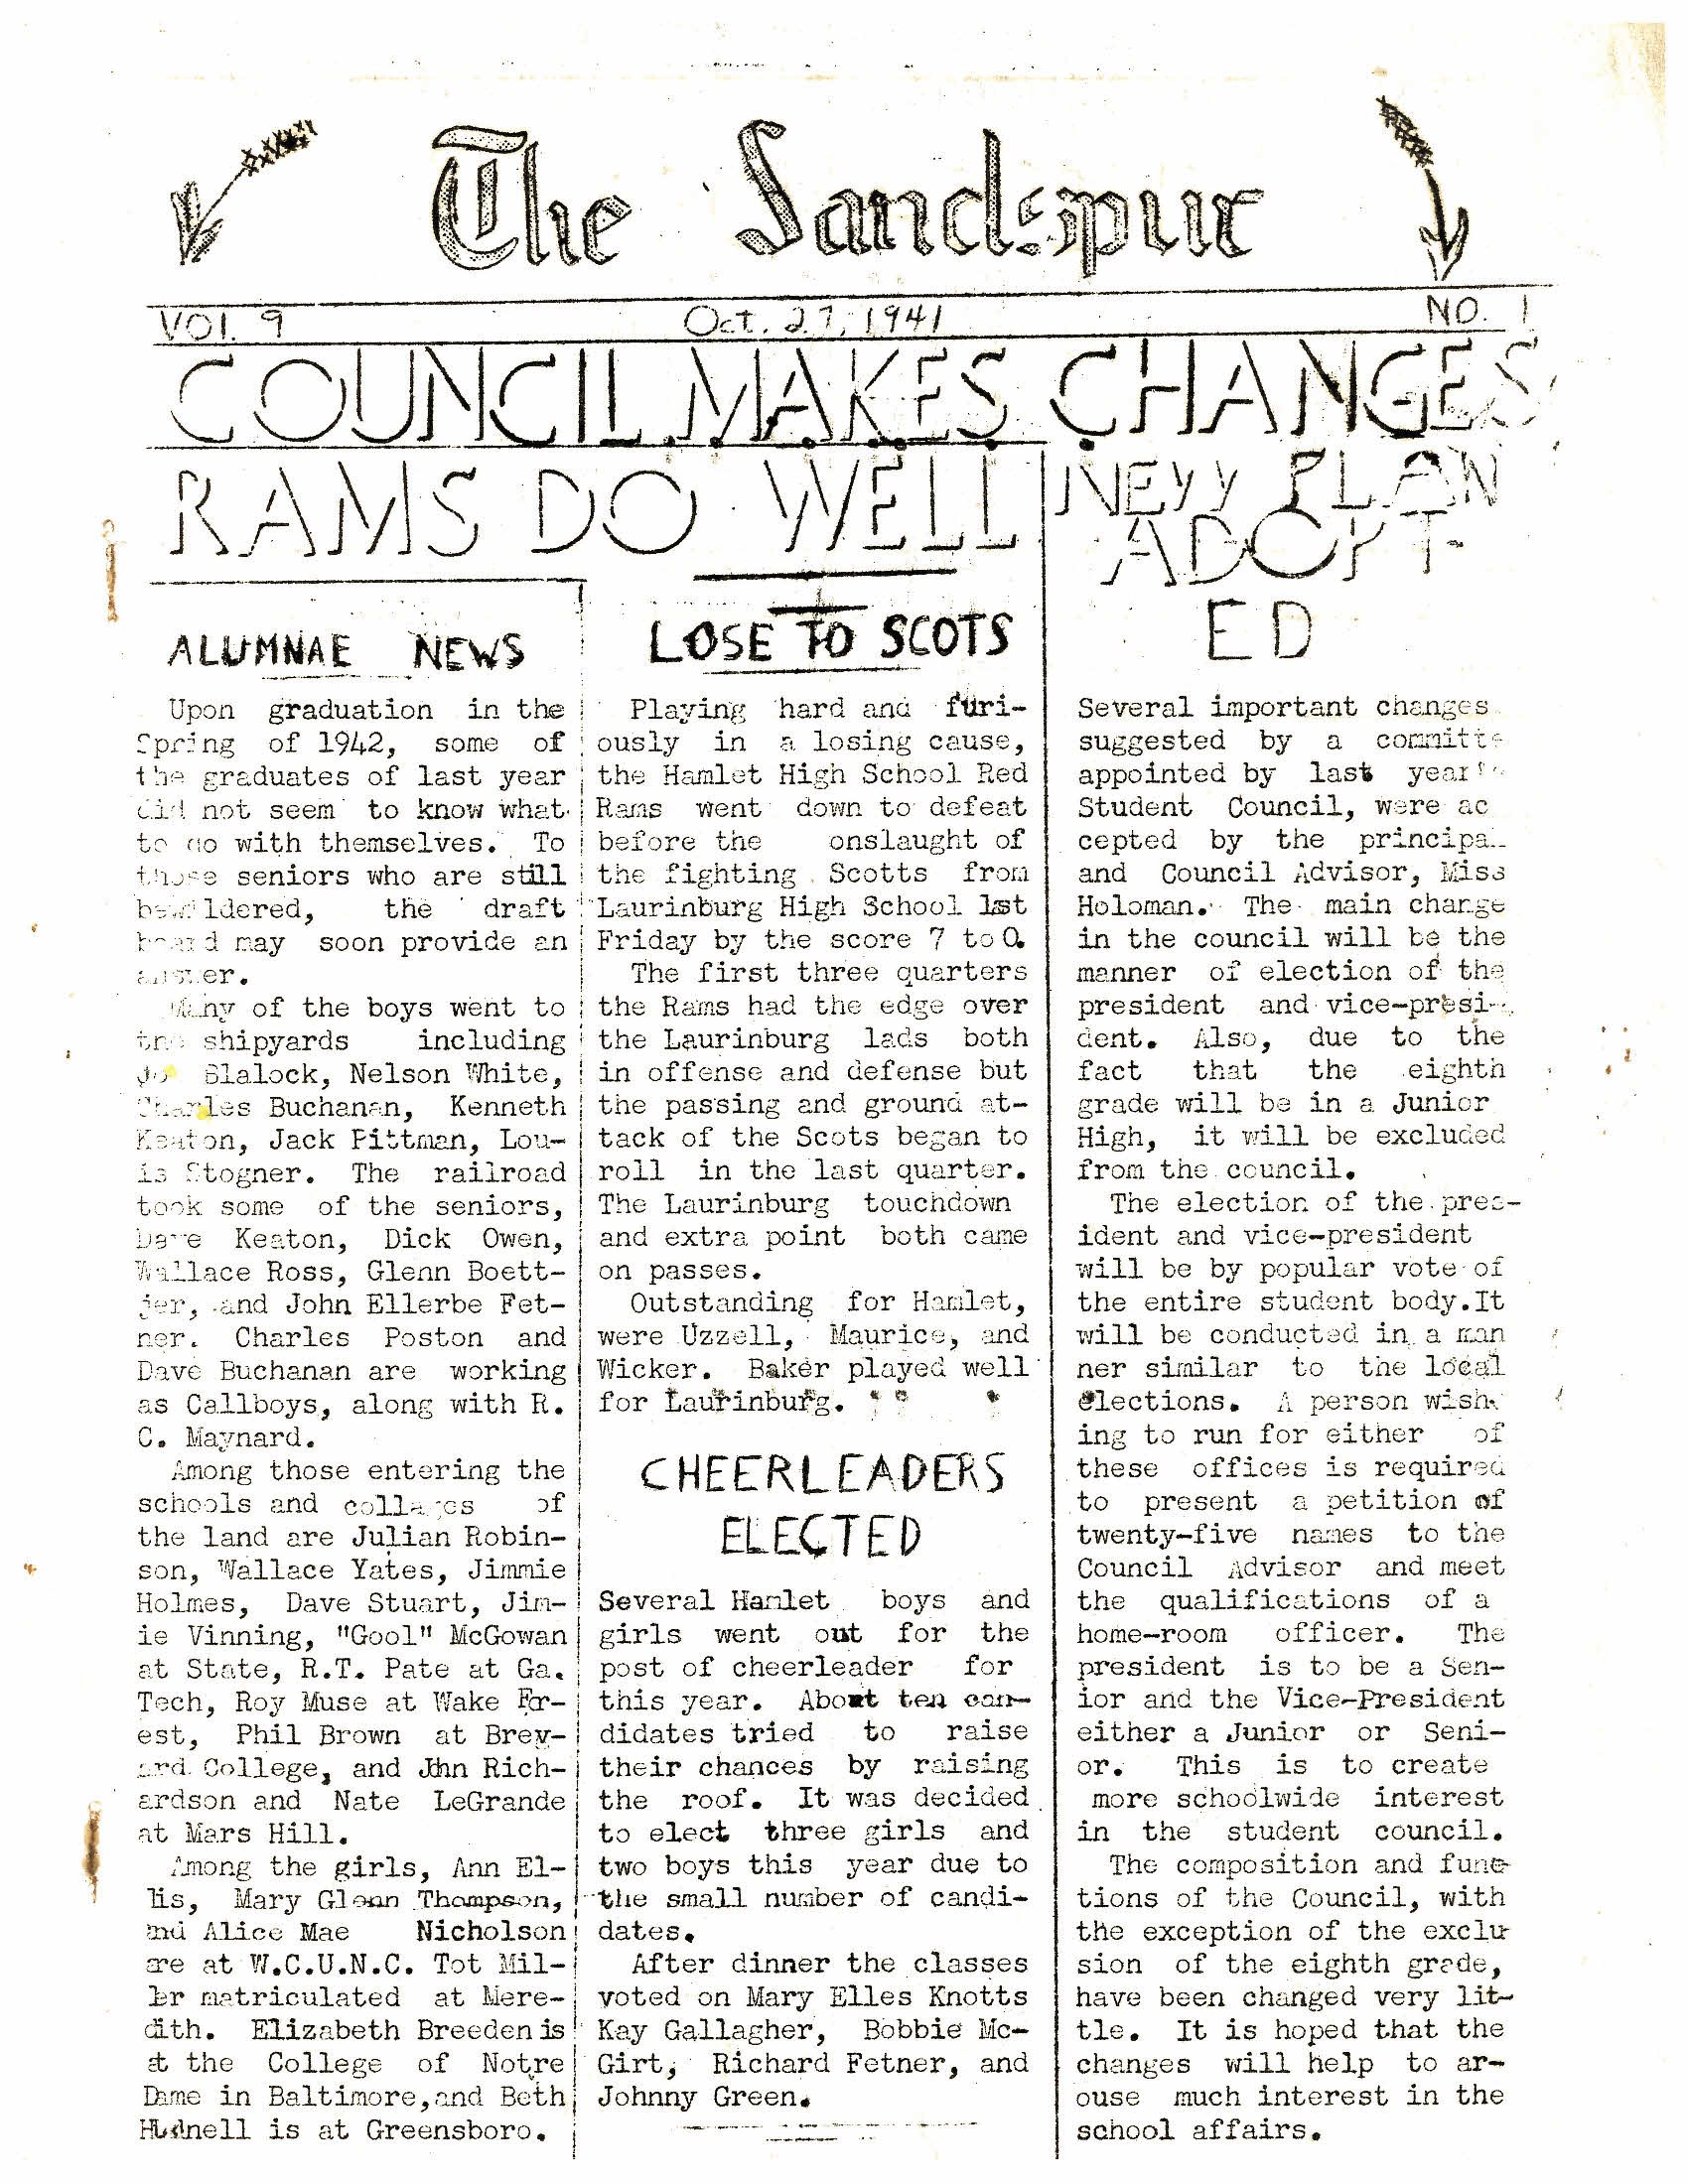 The Sandspur
VOl. 9 Oct. 27, 1941 NO. 1
COUNCIL MAKES CHANGES
RAMS DO WELL
ALUMNAE NEWS
Upon graduation in the
Spring of 1942, some of
the graduates of last year
did not seem to know what
to do with themselves. To
those seniors who are still
bewildered, the draft
board may soon provide an
answer.
Many of the boys went to
the shipyards including
Jo Blalock, Nelson White,
Charles Buchanan, Kenneth
Keaton, Jack Pittman, Lou-
is Stogner. The railroad
took some of the seniors,
Dave Keaton, Dick Owen,
Wallace Ross, Glenn Boett-
jer, and John Ellerbe Fet-
ner. Charles Poston and
Dave Buchanan are working
as Callboys, along with R.
C. Maynard.
Among those entering the
schools and collages of
the land are Julian Robin-
son, Wallace Yates, Jimmie
Holmes, Dave Stuart, Jim-
ie Vinning, "Gool" McGowan
at State, R.T. Pate at Ga.
Tech, Roy Muse at Wake For-
est, Phil Brown at Brev-
ard College, and John Rich-
ardson and Nate LeGrande
at Mars Hill.
Among the girls, Ann El-
lis, Mary Glenn Thompson,
and Alice Mae Nicholson
are at W.C.U.N.C. Tot Mil-
ler matriculated at Mere-
dith. Elizabeth Breeden is
at the College of Notre
Dame in Baltimore, and Beth
Hudnell is at Greensboro.
LOSE TO SCOTS
Playing hard and furi-
ously in a losing cause,
the Hamlet High School Red
Rams went down to defeat
before the onslaught of
the fighting Scotts from
Laurinburg High School last
Friday by the score 7 to 0.
The first three quarters
the Rams had the edge over
the Laurinburg lads both
in offense and defense but
the passing and ground at-
tack of the Scots began to
roll in the last quarter.
The Laurinburg touchdown
and extra point both came
on passes.
Outstanding for Hamlet,
were Uzzell, Maurice, and
Wicker. Baker played well
for Laurinburg.
CHEERLEADERS
ELECTED
Several Hamlet boys and
girls went out for the
post of cheerleader for
this year. About ten can-
didates tried to raise
their chances by raising
the roof. It was decided
to elect three girls and
two boys this year due to
the small number of candi-
dates.
After dinner the classes
voted on Mary Elles Knotts
Kay Gallagher, Bobbie Mc-
Girt, Richard Fetner, and
Johnny Green.
NEW PLAN
ADOPT-
ED
Several important changes
suggested by a committe
appointed by last year's
Student Council, were ac
cepted by the principal
and Council Advisor, Miss
Holoman. The main change
in the council will be the
manner of election of the
president and vice-presi-
dent. Also, due to the
fact that the eighth
grade will be in a Junior
High, it will be excluded
from the council.
The election of the pres-
ident and vice-president
will be by popular vote of
the entire student body.It
will be conducted in a man
ner similar to the local
elections. A person wish-
ing to run for either of
these offices is required
to present a petition of
twenty-five names to the
Council Advisor and meet
the qualifications of a
home-room officer. The
president is to be a Sen-
ior and the Vice-President
either a Junior or Seni-
or. This is to create
more schoolwide interest
in the student council.
The composition and func-
tions of the Council, with
the exception of the exclu-
sion of the eighth grade,
have been changed very lit-
tle. It is hoped that the
changes will help to ar-
ouse much interest in the
school affairs.